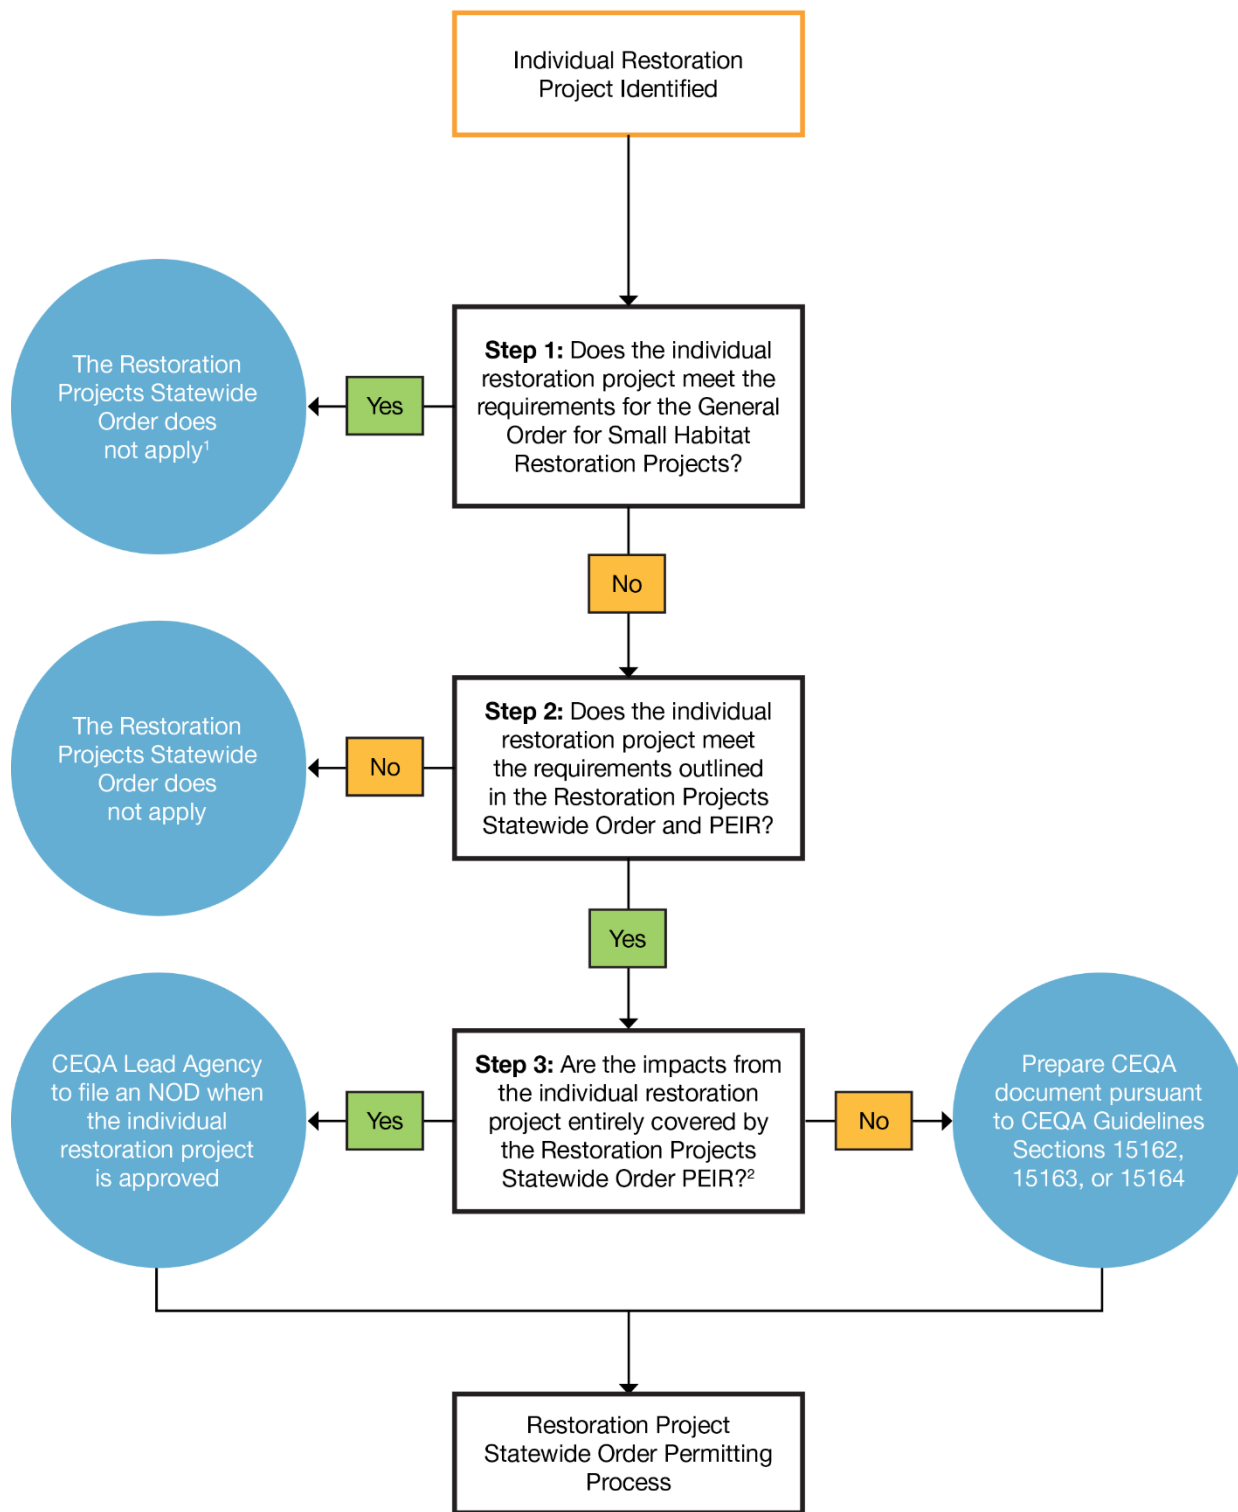 Individual Restoration
Project Identified
The Restoration
Projects Statewide
Order does
not apply¹
Yes
Step 1: Does the individual
restoration project meet the
requirements for the General
Order for Small Habitat
Restoration Projects?
No
The Restoration
Projects Statewide
Order does
not apply
No
Step 2: Does the individual
restoration project meet
the requirements outlined
in the Restoration Projects
Statewide Order and PEIR?
Yes
CEQA Lead Agency
to file an NOD when
the individual
restoration project
is approved
Yes
Step 3: Are the impacts from
the individual restoration
project entirely covered by
the Restoration Projects
Statewide Order PEIR?²
No
Prepare CEQA
document pursuant
to CEQA Guidelines
Sections 15162,
15163, or 15164
Restoration Project
Statewide Order Permitting
Process